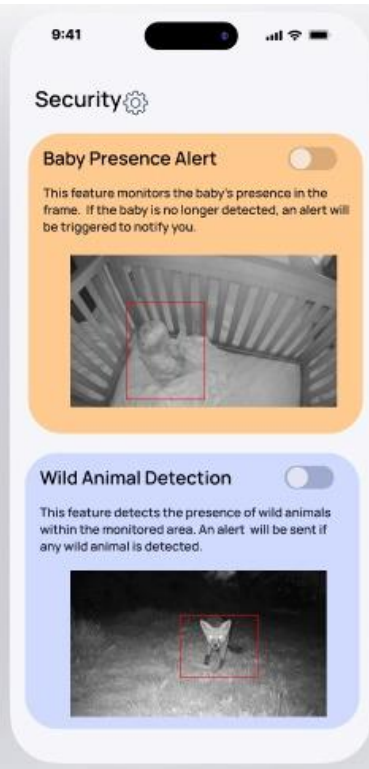 9:41
Security
Baby Presence Alert
This feature monitors the baby's presence in the
frame. If the baby is no longer detected, an alert will
be triggered to notify you.
Wild Animal Detection
This feature detects the presence of wild animals
within the monitored area. An alert will be sent if
any wild animal is detected.